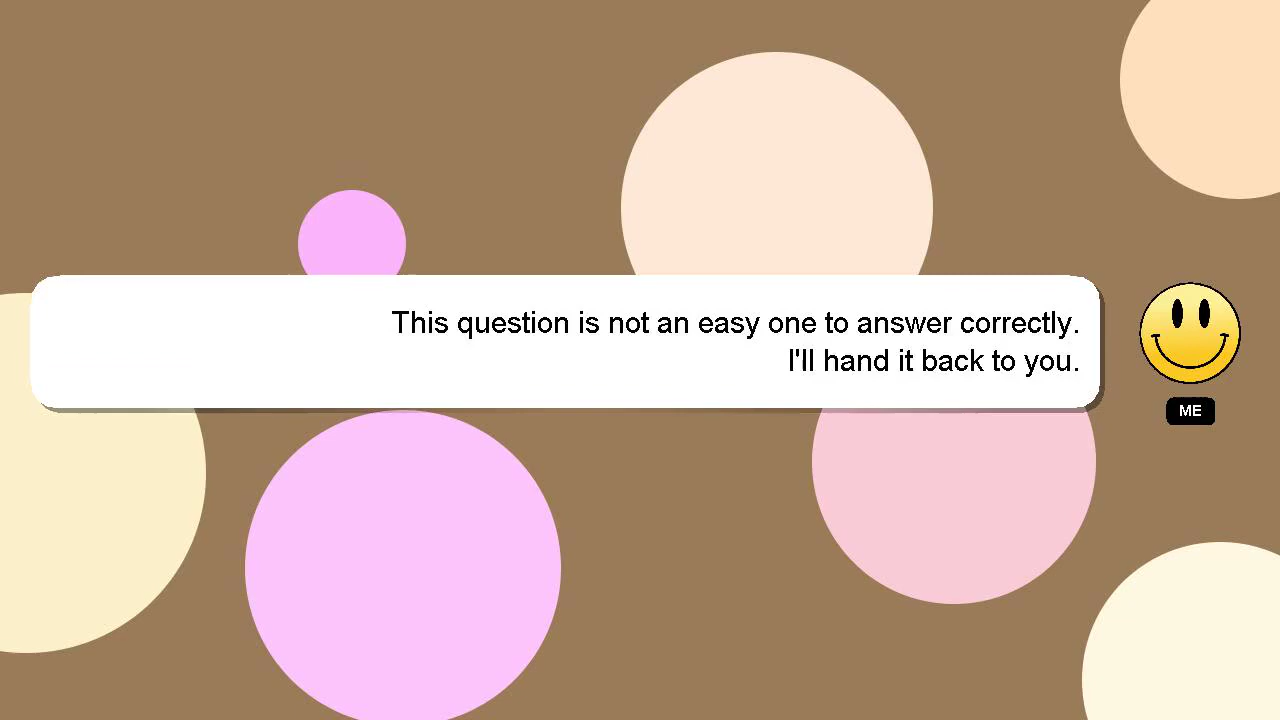 This question is not an easy one to answer correctly.
I'll hand it back to you.
ME